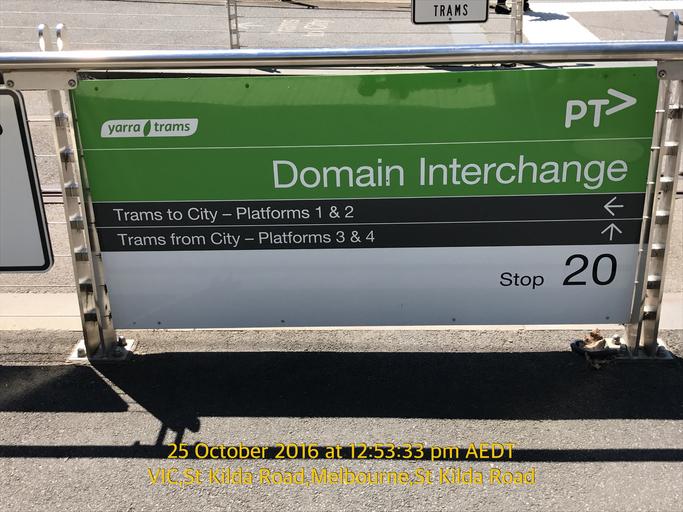 TRAMS
yarra trams
PT>
Domain Interchange
Trams to City – Platforms 1 & 2 ←
Trams from City – Platforms 3 & 4 ↑
Stop 20
25 October 2016 at 12:53:33 pm AEDT
VIC,St Kilda Road,Melbourne,St Kilda Road